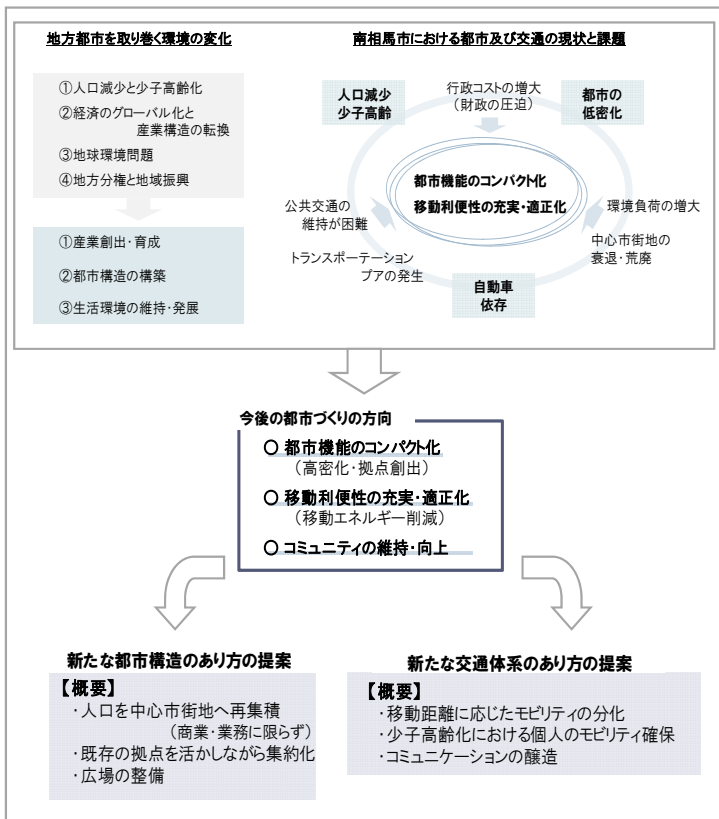 地方都市を取り巻く環境の変化
①人口減少と少子高齢化
②経済のグローバル化と
産業構造の転換
③地球環境問題
④地方分権と地域振興
①産業創出・育成
②都市構造の構築
③生活環境の維持・発展
南相馬市における都市及び交通の現状と課題
人口減少
少子高齢
行政コストの増大
(財政の圧迫)
都市の
低密化
都市機能のコンパクト化
移動利便性の充実・適正化
公共交通の
維持が困難
環境負荷の増大
トランスポーテーション
プアの発生
中心市街地の
衰退・荒廃
自動車
依存
今後の都市づくりの方向
○ 都市機能のコンパクト化
(高密化・拠点創出)
○ 移動利便性の充実・適正化
(移動エネルギー削減)
○ コミュニティの維持・向上
新たな都市構造のあり方の提案
【概要】
・人口を中心市街地へ再集積
(商業・業務に限らず)
・既存の拠点を活かしながら集約化
・広場の整備
新たな交通体系のあり方の提案
【概要】
・移動距離に応じたモビリティの分化
・少子高齢化における個人のモビリティ確保
・コミュニケーションの醸造